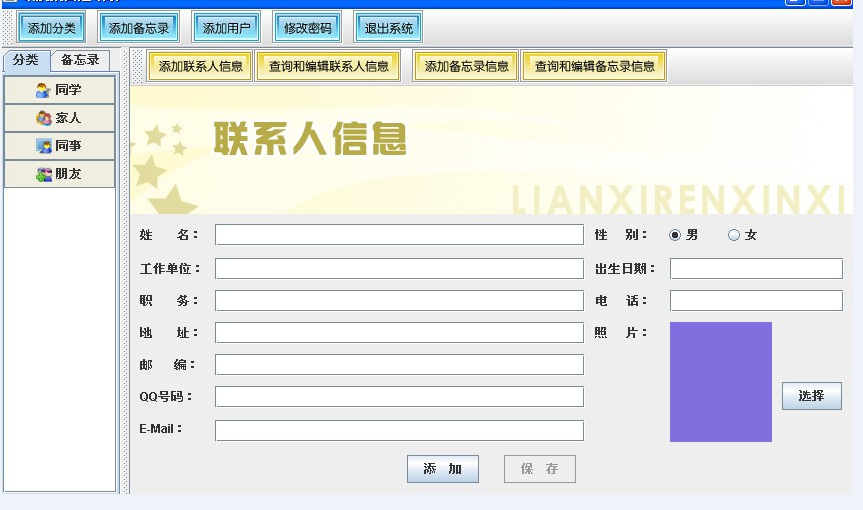 添加分类 添加备忘录 添加用户 修改密码 退出系统
分类 备忘录
添加联系人信息 查询和编辑联系人信息 添加备忘录信息 查询和编辑备忘录信息
同学
家人
同事
朋友
联系人信息
LIANXIRENXINXI
姓 名： 性 别： 男 女
工作单位： 出生日期：
职 务： 电 话：
地 址： 照 片：
邮 编：
选择
QQ号码：
E-Mail：
添 加 保 存